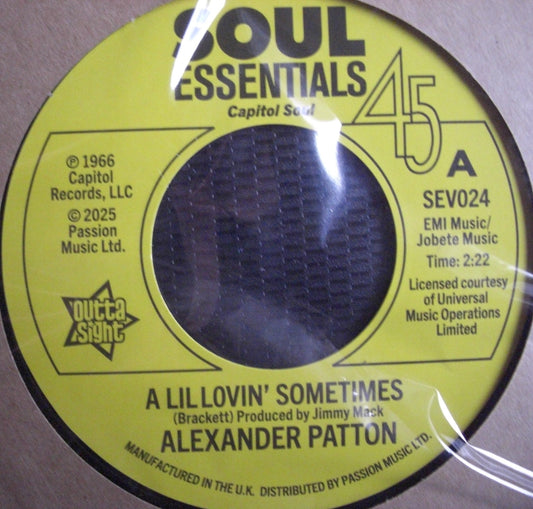 SOUL
ESSENTIALS
Capitol Soul
45
A
℗ 1966
Capitol
Records, LLC
© 2025
Passion
Music Ltd.
outta
sight
SEV024
EMI Music/
Jobete Music
Time: 2:22
Licensed courtesy
of Universal
Music Operations
Limited
A LIL LOVIN' SOMETIMES
(Brackett) Produced by Jimmy Mask
ALEXANDER PATTON
MANUFACTURED IN THE U.K. DISTRIBUTED BY PASSION MUSIC LTD.